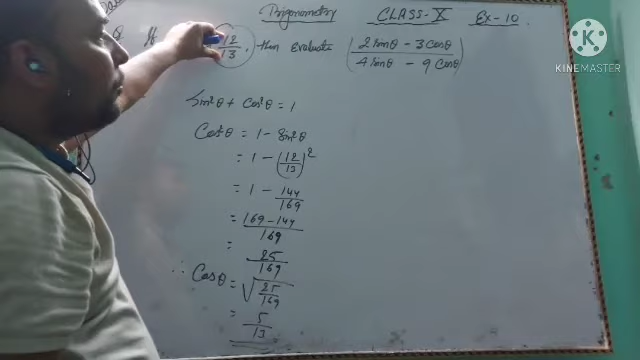 Trigonometry CLASS-X Ex-10
Q If 12/13, then evaluate (2 sinθ - 3 cosθ / 4 sinθ - 9 cosθ)
Sin²θ + Cos²θ = 1
Cos²θ = 1 - Sin²θ
= 1 - (12/13)²
= 1 - 144/169
= 169-144/169
= 25/169
∴ Cosθ = √25/169
= 5/13
KINEMASTER